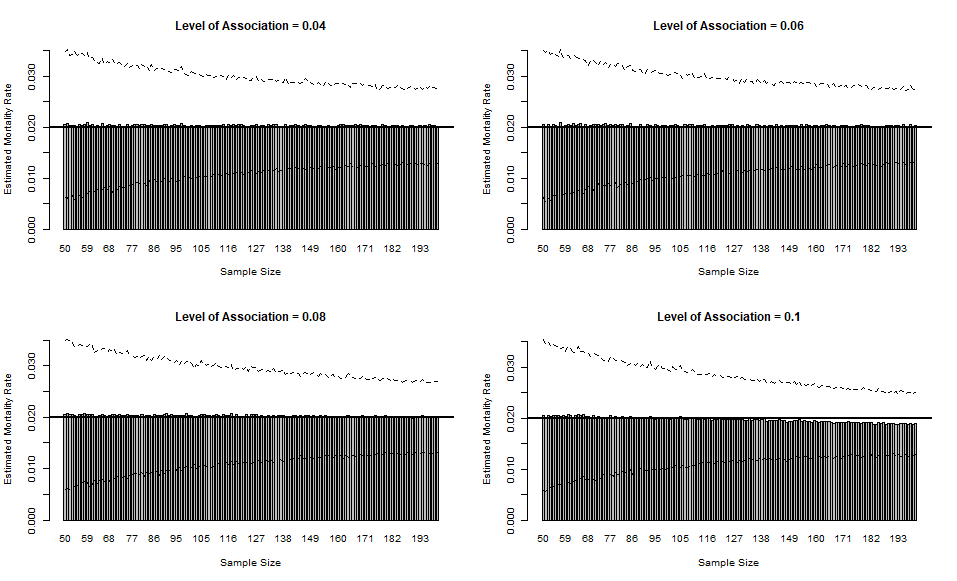 Level of Association = 0.04
Estimated Mortality Rate
0.000 0.010 0.020 0.030
50 59 68 77 86 95 105 116 127 138 149 160 171 182 193
Sample Size
Level of Association = 0.06
Estimated Mortality Rate
0.000 0.010 0.020 0.030
50 59 68 77 86 95 105 116 127 138 149 160 171 182 193
Sample Size
Level of Association = 0.08
Estimated Mortality Rate
0.000 0.010 0.020 0.030
50 59 68 77 86 95 105 116 127 138 149 160 171 182 193
Sample Size
Level of Association = 0.1
Estimated Mortality Rate
0.000 0.010 0.020 0.030
50 59 68 77 86 95 105 116 127 138 149 160 171 182 193
Sample Size